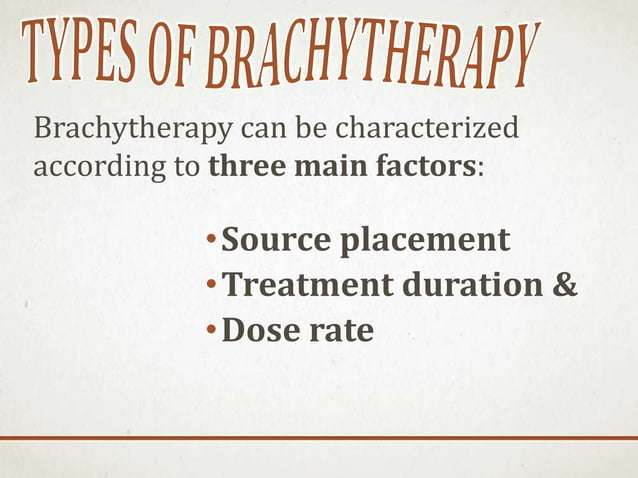 TYPES OF BRACHYTHERAPY
Brachytherapy can be characterized
according to three main factors:
•Source placement
•Treatment duration &
•Dose rate